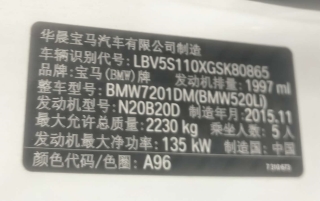 华晨宝马汽车有限公司制造
车辆识别代号: LBV5S110XGSK80865
品牌: 宝马(BMW)牌 发动机排量: 1997 ml
整车型号: BMW7201DM(BMW520Li)
发动机型号: N20B20D 制造年月: 2015.11
最大允许总质量: 2230 kg 乘坐人数: 5 人
发动机最大净功率: 135 kW 制造国: 中国
颜色代码/色圈: A96